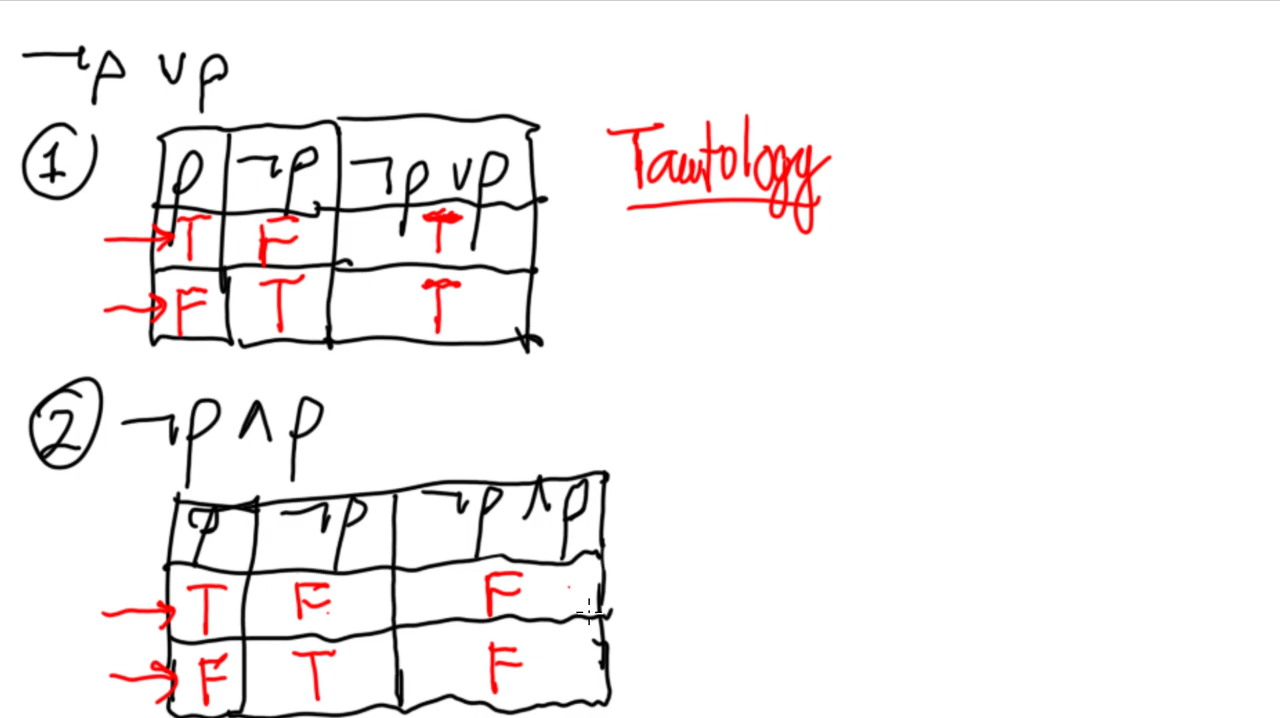 ¬p ∨ p
① p ¬p ¬p ∨ p Tautology
T F T
F T T
② ¬p ∧ p
p ¬p ¬p ∧ p
T F F
F T F